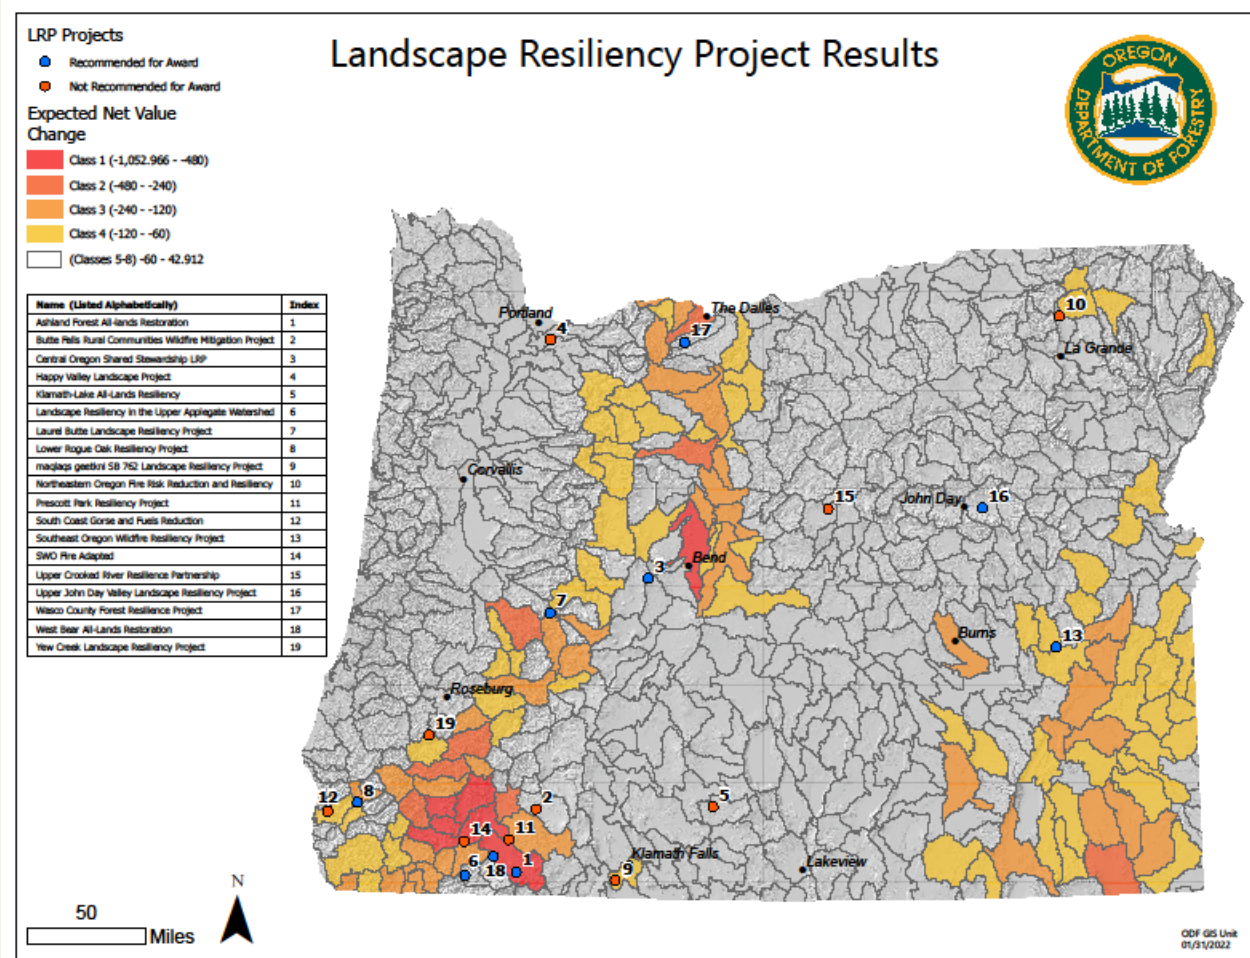 Landscape Resiliency Project Results
LRP Projects
Recommended for Award
Not Recommended for Award
Expected Net Value
Change
Class 1 (-1,052.966 - -480)
Class 2 (-480 - -240)
Class 3 (-240 - -120)
Class 4 (-120 - -60)
(Classes 5-8) -60 - 42.912
OREGON
DEPARTMENT OF FORESTRY
Name (Listed Alphabetically) Index
Ashland Forest All-lands Restoration 1
Butte Falls Rural Communities Wildfire Mitigation Project 2
Central Oregon Shared Stewardship LRP 3
Happy Valley Landscape Project 4
Klamath-Lake All-Lands Resiliency 5
Landscape Resiliency in the Upper Applegate Watershed 6
Laurel Butte Landscape Resiliency Project 7
Lower Rogue Oak Resiliency Project 8
maqlaqs geetkni SB 762 Landscape Resiliency Project 9
Northeastern Oregon Fire Risk Reduction and Resiliency 10
Prescott Park Resiliency Project 11
South Coast Gorse and Fuels Reduction 12
Southeast Oregon Wildfire Resiliency Project 13
SWO Fire Adapted 14
Upper Crooked River Resilience Partnership 15
Upper John Day Valley Landscape Resiliency Project 16
Wasco County Forest Resilience Project 17
West Bear All-Lands Restoration 18
Yew Creek Landscape Resiliency Project 19
Portland
4
The Dalles
17
10
La Grande
Corvallis
15
John Day
16
3
Bend
7
Burns
13
Roseburg
19
12
8
2
5
14
11
6
18
1
Klamath Falls
9
Lakeview
N
50
Miles
ODF GIS Unit
01/31/2022